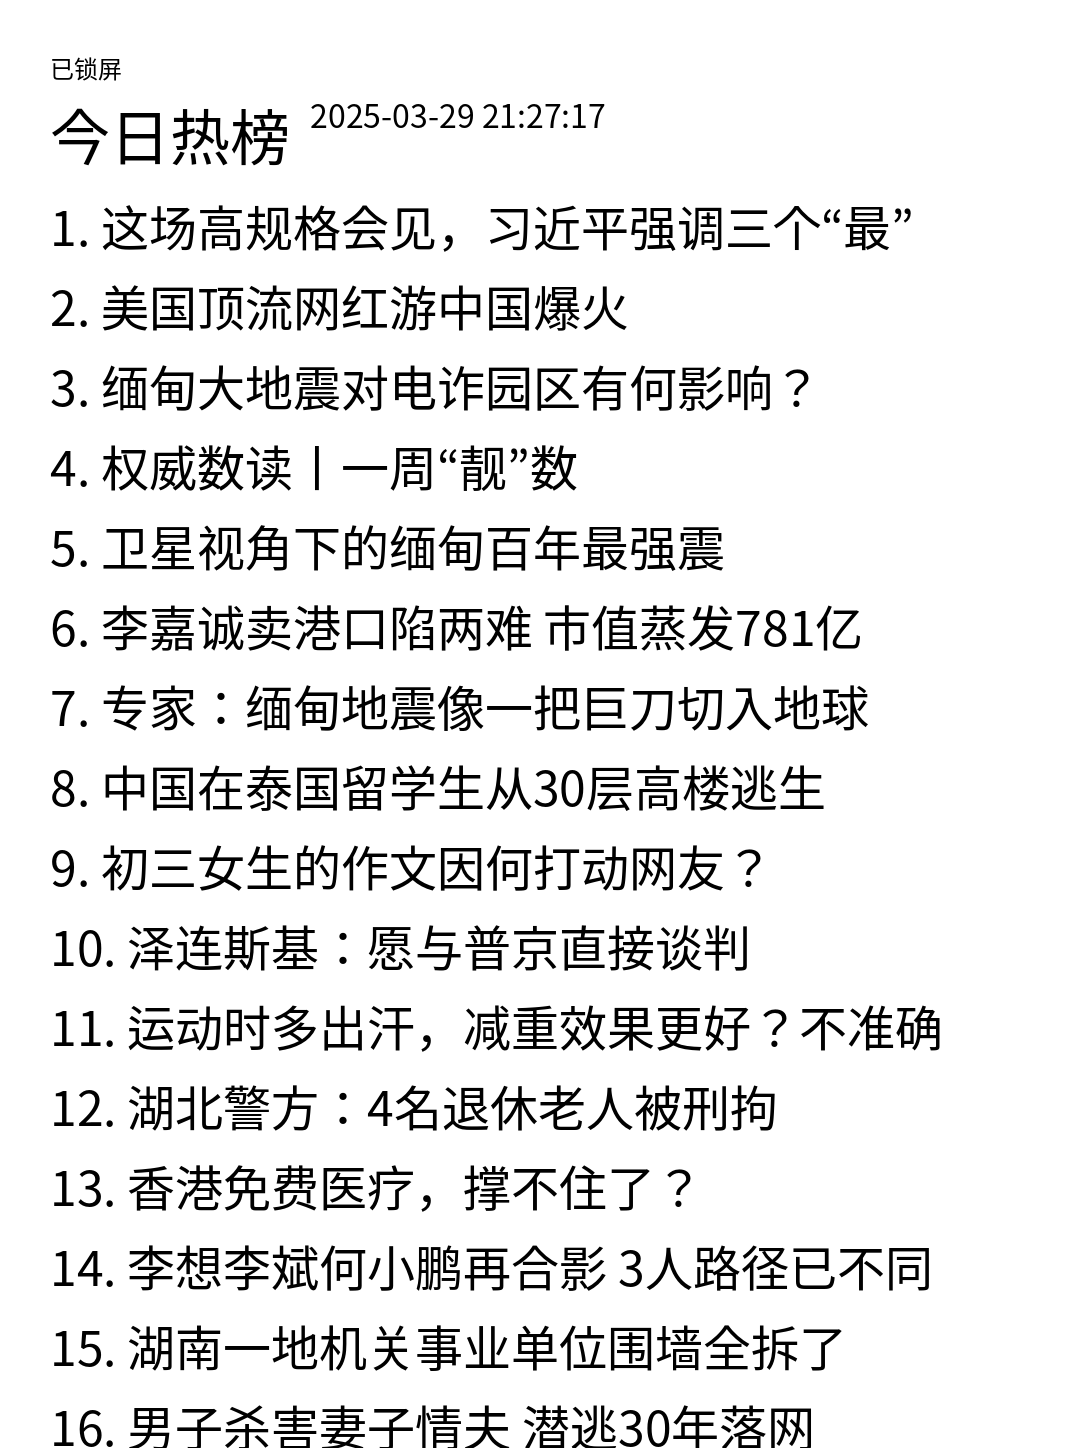 已锁屏
今日热榜 2025-03-29 21:27:17
1. 这场高规格会见，习近平强调三个“最”
2. 美国顶流网红游中国爆火
3. 缅甸大地震对电诈园区有何影响？
4. 权威数读丨一周“靓”数
5. 卫星视角下的缅甸百年最强震
6. 李嘉诚卖港口陷两难 市值蒸发781亿
7. 专家：缅甸地震像一把巨刀切入地球
8. 中国在泰国留学生从30层高楼逃生
9. 初三女生的作文因何打动网友？
10. 泽连斯基：愿与普京直接谈判
11. 运动时多出汗，减重效果更好？不准确
12. 湖北警方：4名退休老人被刑拘
13. 香港免费医疗，撑不住了？
14. 李想李斌何小鹏再合影 3人路径已不同
15. 湖南一地机关事业单位围墙全拆了
16. 男子杀害妻子情夫 潜逃30年落网